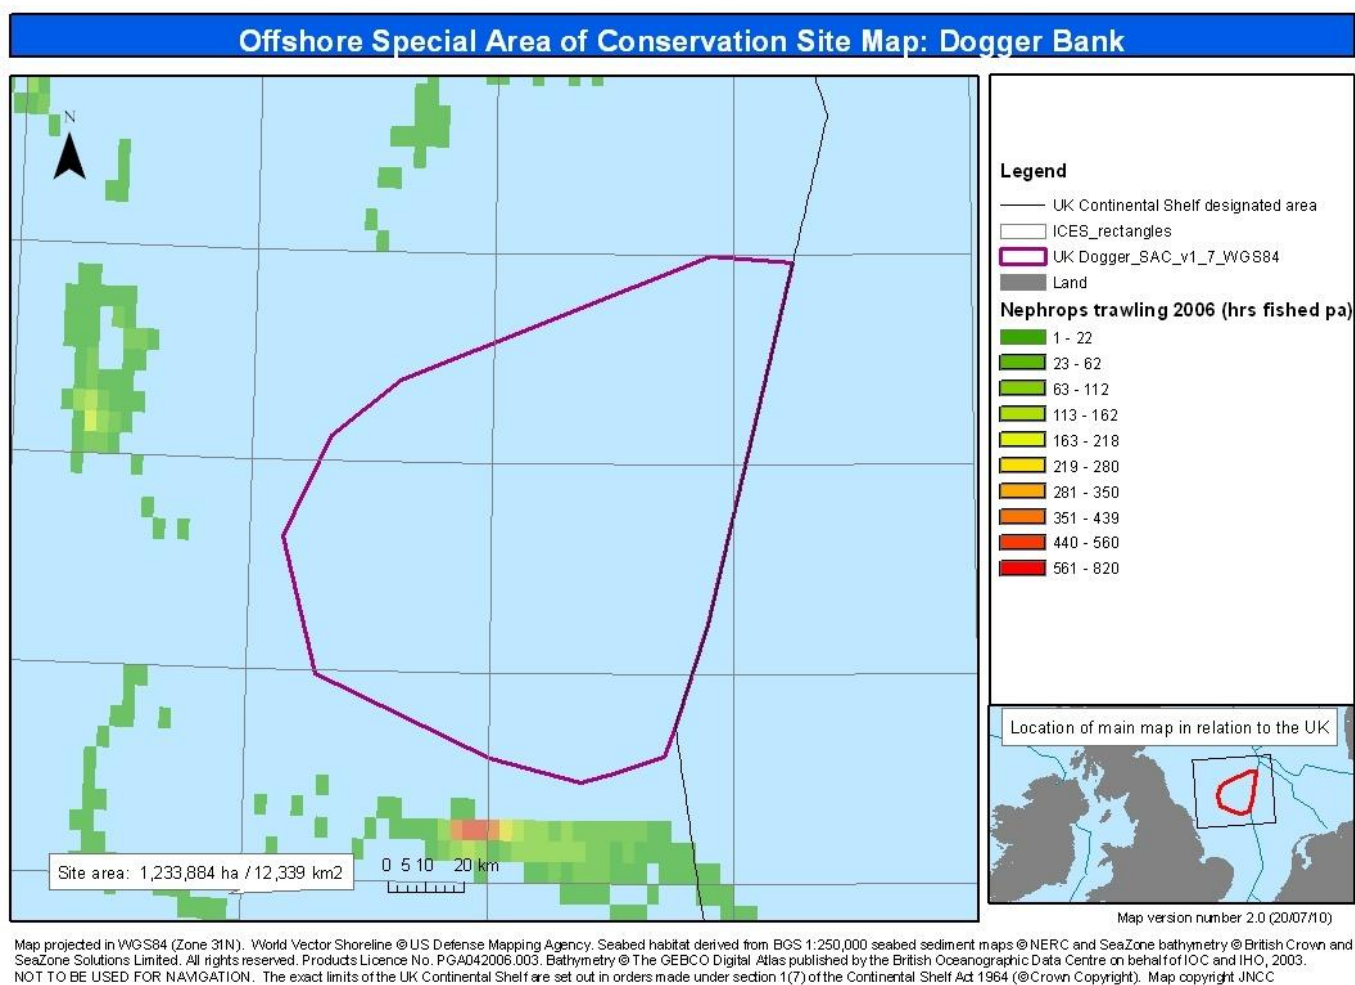 Offshore Special Area of Conservation Site Map: Dogger Bank
N
Legend
UK Continental Shelf designated area
ICES_rectangles
UK Dogger_SAC_v1_7_WGS84
Land
Nephrops trawling 2006 (hrs fished pa)
1 - 22
23 - 62
63 - 112
113 - 162
163 - 218
219 - 280
281 - 350
351 - 439
440 - 560
561 - 820
Location of main map in relation to the UK
Site area: 1,233,884 ha / 12,339 km2
0 5 10 20 km
Map version number 2.0 (20/07/10)
Map projected in WGS84 (Zone 31N). World Vector Shoreline © US Defense Mapping Agency. Seabed habitat derived from BGS 1:250,000 seabed sediment maps © NERC and SeaZone bathymetry © British Crown and
SeaZone Solutions Limited. All rights reserved. Products Licence No. PGA042006.003. Bathymetry © The GEBCO Digital Atlas published by the British Oceanographic Data Centre on behalf of IOC and IHO, 2003.
NOT TO BE USED FOR NAVIGATION. The exact limits of the UK Continental Shelf are set out in orders made under section 1(7) of the Continental Shelf Act 1964 (©Crown Copyright). Map copyright JNCC